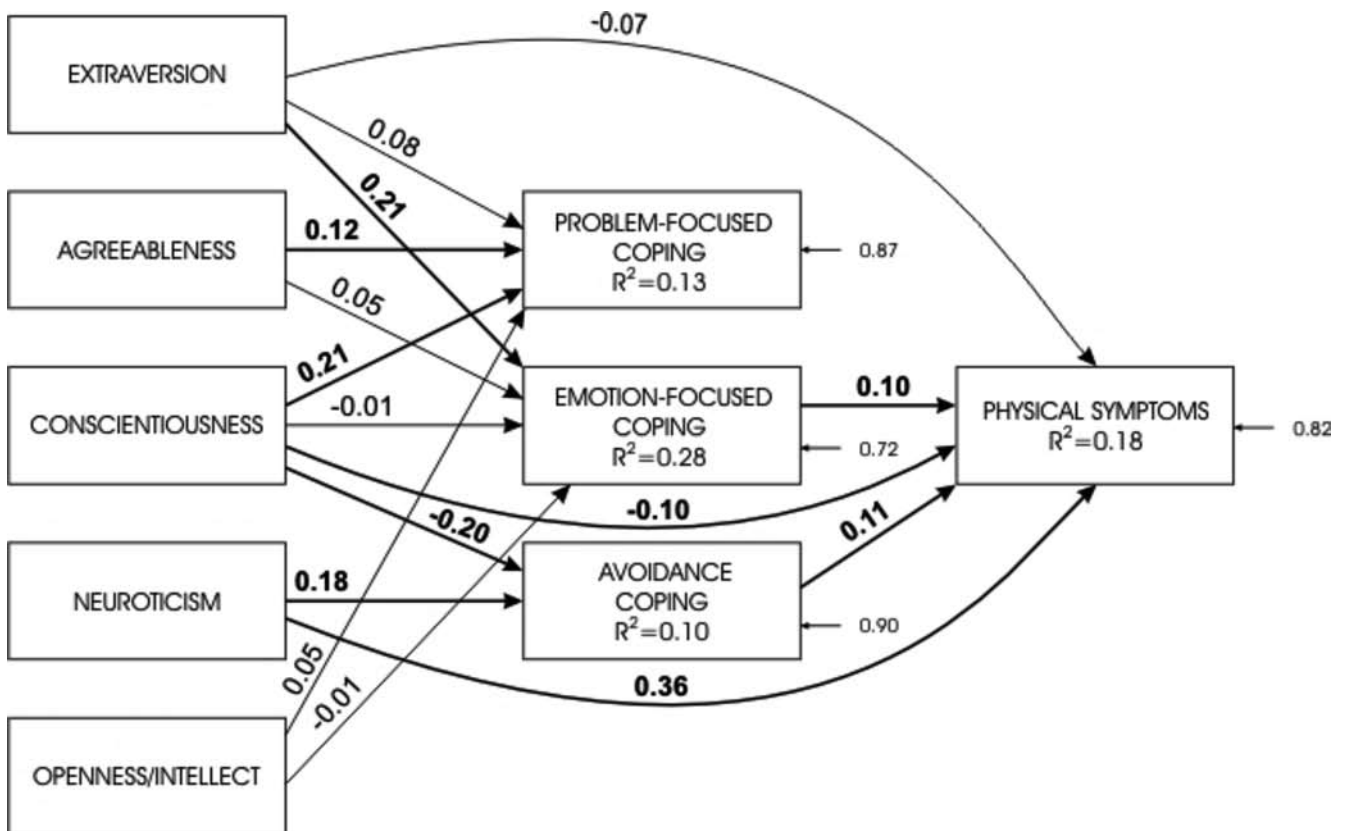 -0.07
EXTRAVERSION
0.08
0.21
AGREEABLENESS
0.12
PROBLEM-FOCUSED
COPING
R²=0.13
0.87
0.05
0.21
CONSCIENTIOUSNESS
-0.01
EMOTION-FOCUSED
COPING
R²=0.28
0.72
0.10
PHYSICAL SYMPTOMS
R²=0.18
0.82
-0.10
-0.20
0.11
NEUROTICISM
0.18
AVOIDANCE
COPING
R²=0.10
0.90
0.36
0.05
-0.01
OPENNESS/INTELLECT